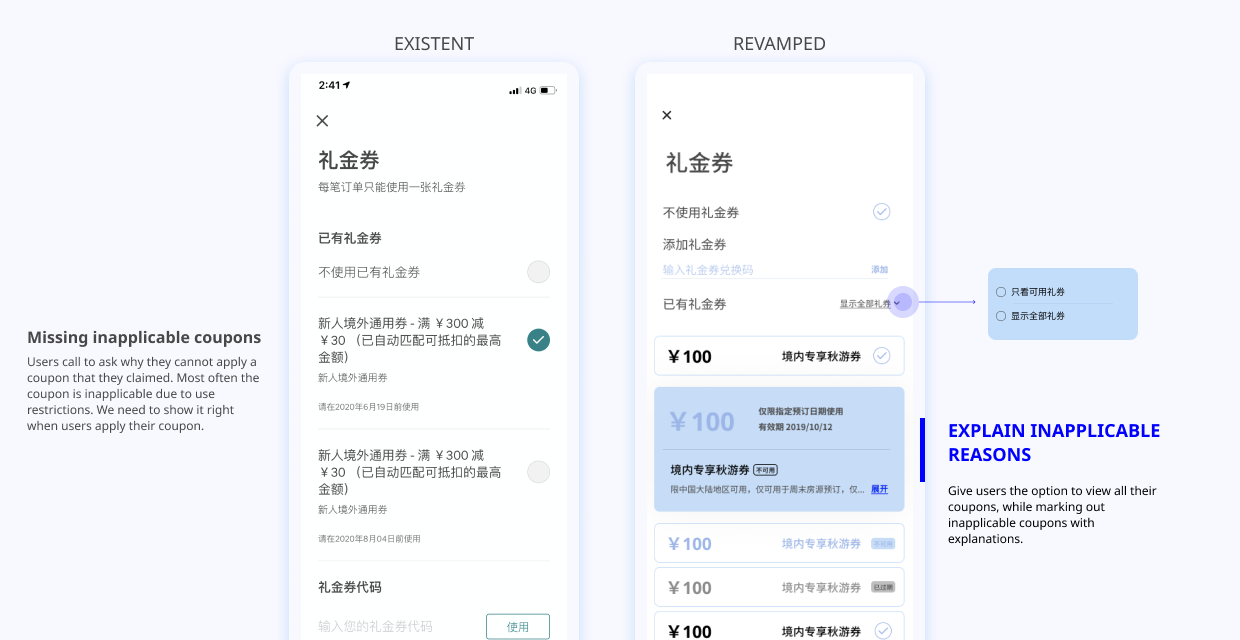 EXISTENT
REVAMPED
2:41
4G
礼金券
每笔订单只能使用一张礼金券
已有礼金券
不使用已有礼金券
新人境外通用券 - 满 ￥300 减
￥30 （已自动匹配可抵扣的最高
金额)
新人境外通用券
请在2020年6月19日前使用
新人境外通用券 - 满 ￥300 减
￥30 （已自动匹配可抵扣的最高
金额)
新人境外通用券
请在2020年8月04日前使用
礼金券代码
输入您的礼金券代码
使用
Missing inapplicable coupons
Users call to ask why they cannot apply a
coupon that they claimed. Most often the
coupon is inapplicable due to use
restrictions. We need to show it right
when users apply their coupon.
礼金券
不使用礼金券
添加礼金券
输入礼金券兑换码
添加
已有礼金券
显示全部礼券
￥100
境内专享秋游券
￥100
仅限指定预订日期使用
有效期 2019/10/12
境内专享秋游券
不可用
限中国大陆地区可用，仅可用于周末房源预订，仅...
展开
￥100
境内专享秋游券
不可用
￥100
境内专享秋游券
已过期
￥100
境内专享秋游券
只看可用礼券
显示全部礼券
EXPLAIN INAPPLICABLE
REASONS
Give users the option to view all their
coupons, while marking out
inapplicable coupons with
explanations.